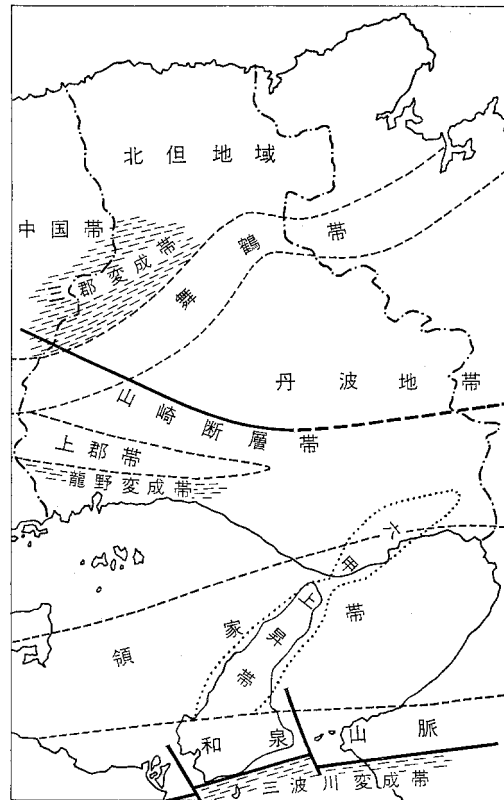 北但地域
中国帯
三郡変成帯
舞鶴帯
丹波地帯
山崎断層帯
上郡帯
龍野変成帯
六甲上昇帯
領家帯
和泉山脈
三波川変成帯